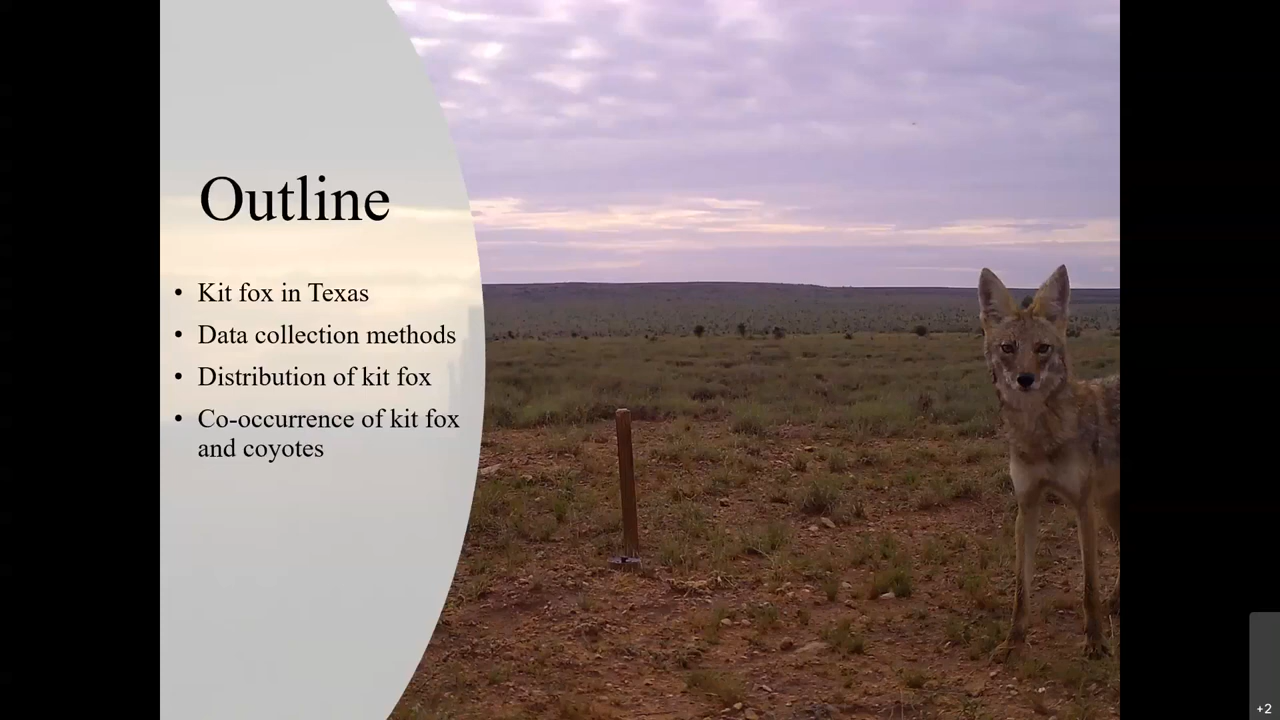 Outline
• Kit fox in Texas
• Data collection methods
• Distribution of kit fox
• Co-occurrence of kit fox
and coyotes
+2